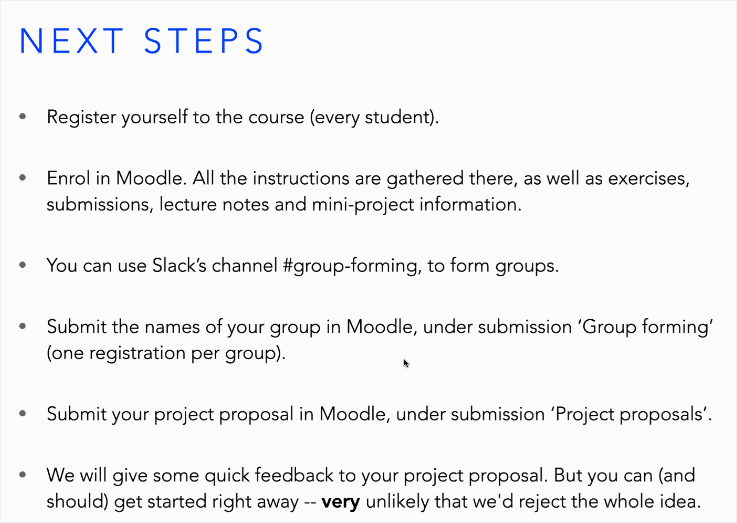 NEXT STEPS
• Register yourself to the course (every student).
• Enrol in Moodle. All the instructions are gathered there, as well as exercises,
submissions, lecture notes and mini-project information.
• You can use Slack’s channel #group-forming, to form groups.
• Submit the names of your group in Moodle, under submission ‘Group forming’
(one registration per group).
• Submit your project proposal in Moodle, under submission ‘Project proposals’.
• We will give some quick feedback to your project proposal. But you can (and
should) get started right away -- very unlikely that we'd reject the whole idea.